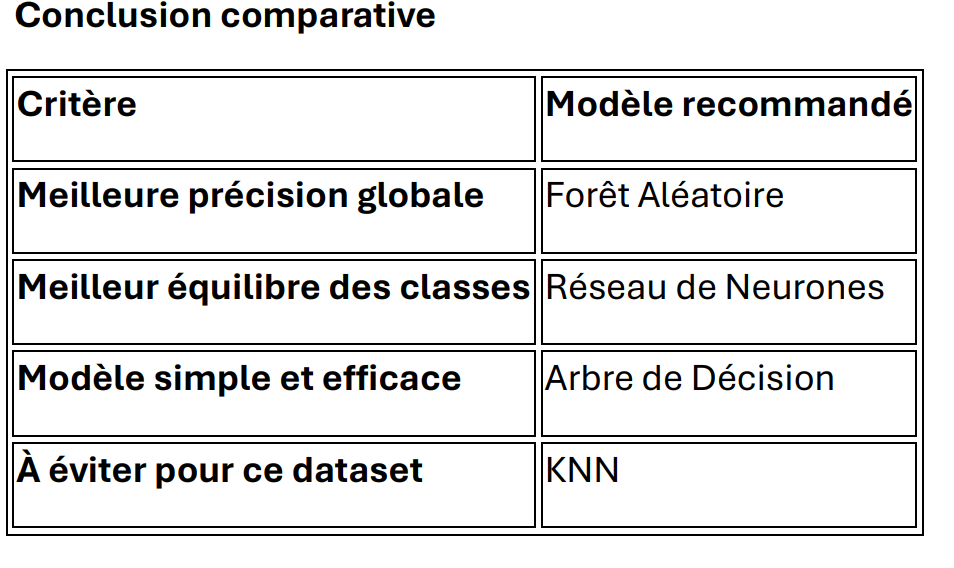 Conclusion comparative
Critère Modèle recommandé
Meilleure précision globale Forêt Aléatoire
Meilleur équilibre des classes Réseau de Neurones
Modèle simple et efficace Arbre de Décision
À éviter pour ce dataset KNN